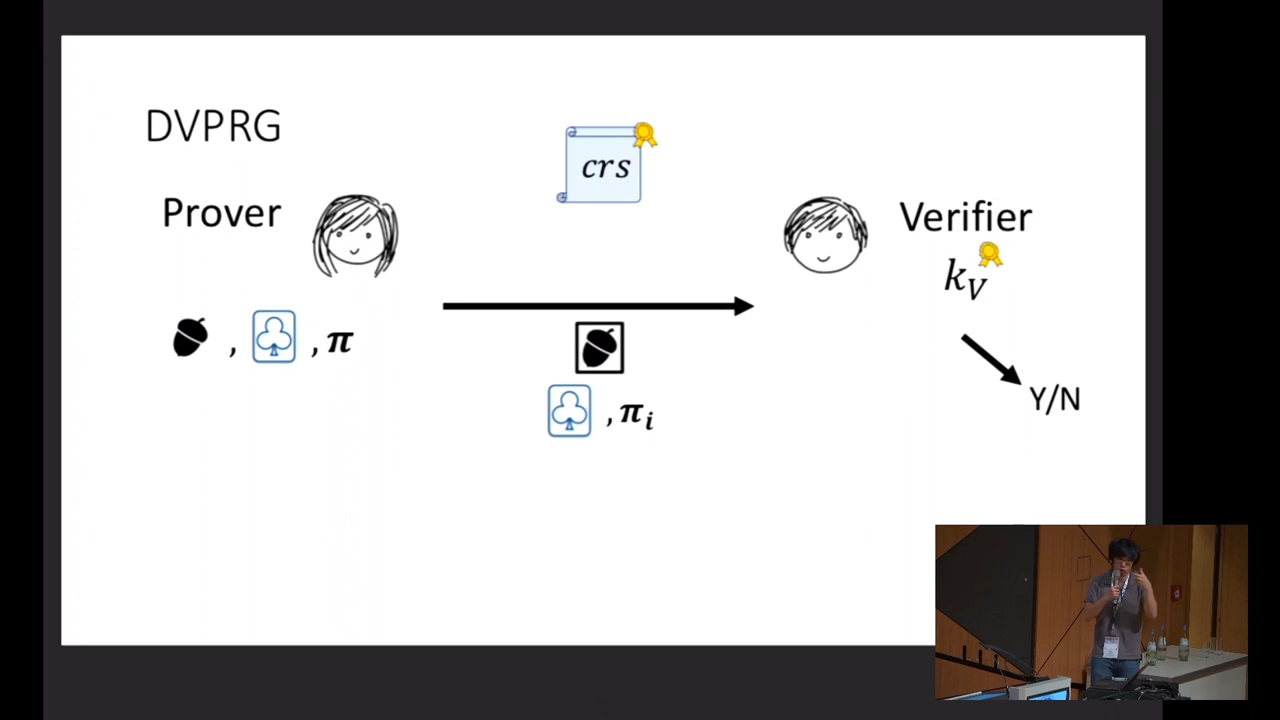 DVPRG
crs
Prover
Verifier
k_V
, , π
, π_i
Y/N